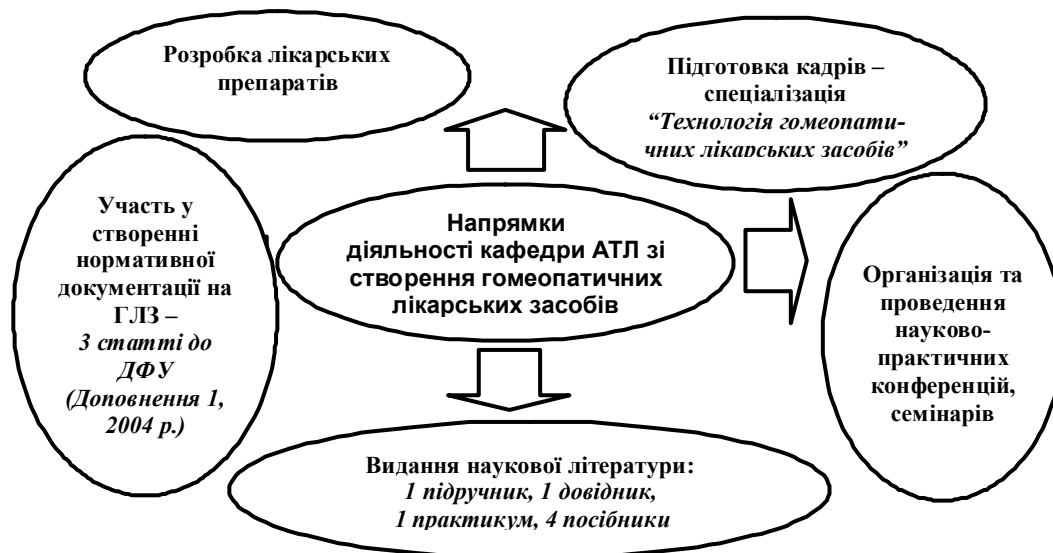 Розробка лікарських
препаратів
Підготовка кадрів –
спеціалізація
“Технологія гомеопати-
чних лікарських засобів”
Участь у
створенні
нормативної
документації на
ГЛЗ –
3 статті до
ДФУ
(Доповнення 1,
2004 р.)
Напрямки
діяльності кафедри АТЛ зі
створення гомеопатичних
лікарських засобів
Організація та
проведення
науково-
практичних
конференцій,
семінарів
Видання наукової літератури:
1 підручник, 1 довідник,
1 практикум, 4 посібники